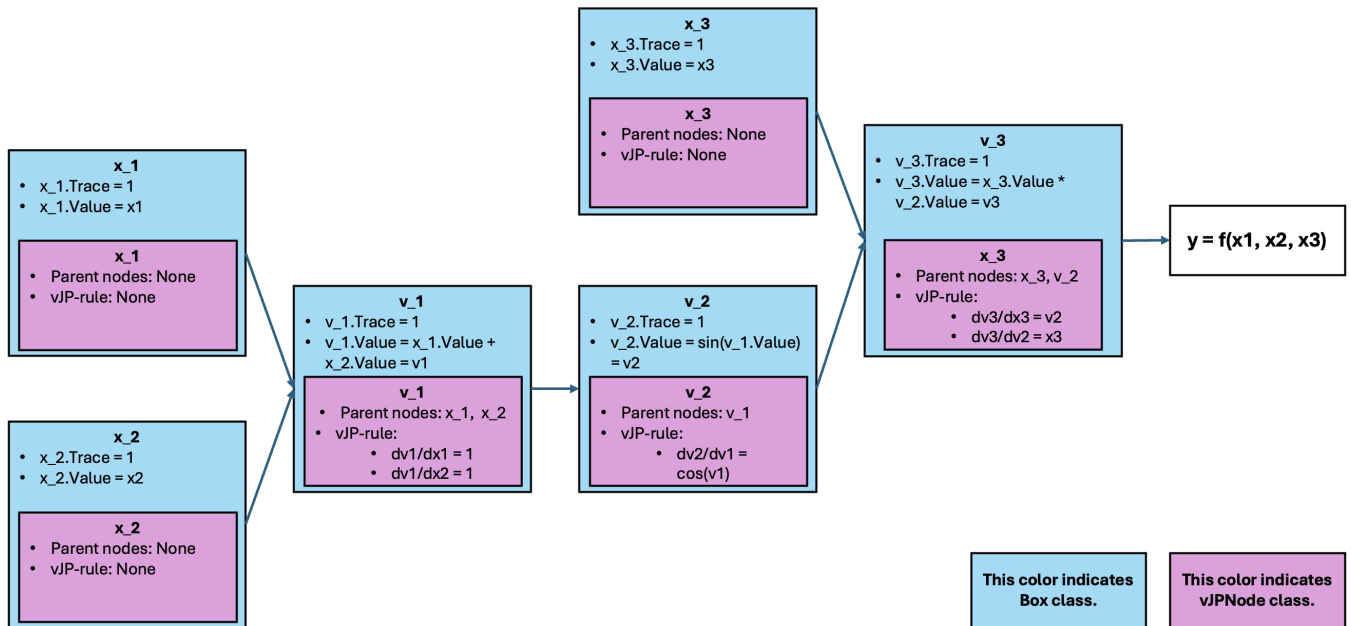 x_1
• x_1.Trace = 1
• x_1.Value = x1
x_1
• Parent nodes: None
• vJP-rule: None
x_2
• x_2.Trace = 1
• x_2.Value = x2
x_2
• Parent nodes: None
• vJP-rule: None
v_1
• v_1.Trace = 1
• v_1.Value = x_1.Value +
x_2.Value = v1
v_1
• Parent nodes: x_1, x_2
• vJP-rule:
• dv1/dx1 = 1
• dv1/dx2 = 1
x_3
• x_3.Trace = 1
• x_3.Value = x3
x_3
• Parent nodes: None
• vJP-rule: None
v_2
• v_2.Trace = 1
• v_2.Value = sin(v_1.Value)
= v2
v_2
• Parent nodes: v_1
• vJP-rule:
• dv2/dv1 =
cos(v1)
v_3
• v_3.Trace = 1
• v_3.Value = x_3.Value *
v_2.Value = v3
x_3
• Parent nodes: x_3, v_2
• vJP-rule:
• dv3/dx3 = v2
• dv3/dv2 = x3
y = f(x1, x2, x3)
This color indicates
Box class.
This color indicates
vJPNode class.